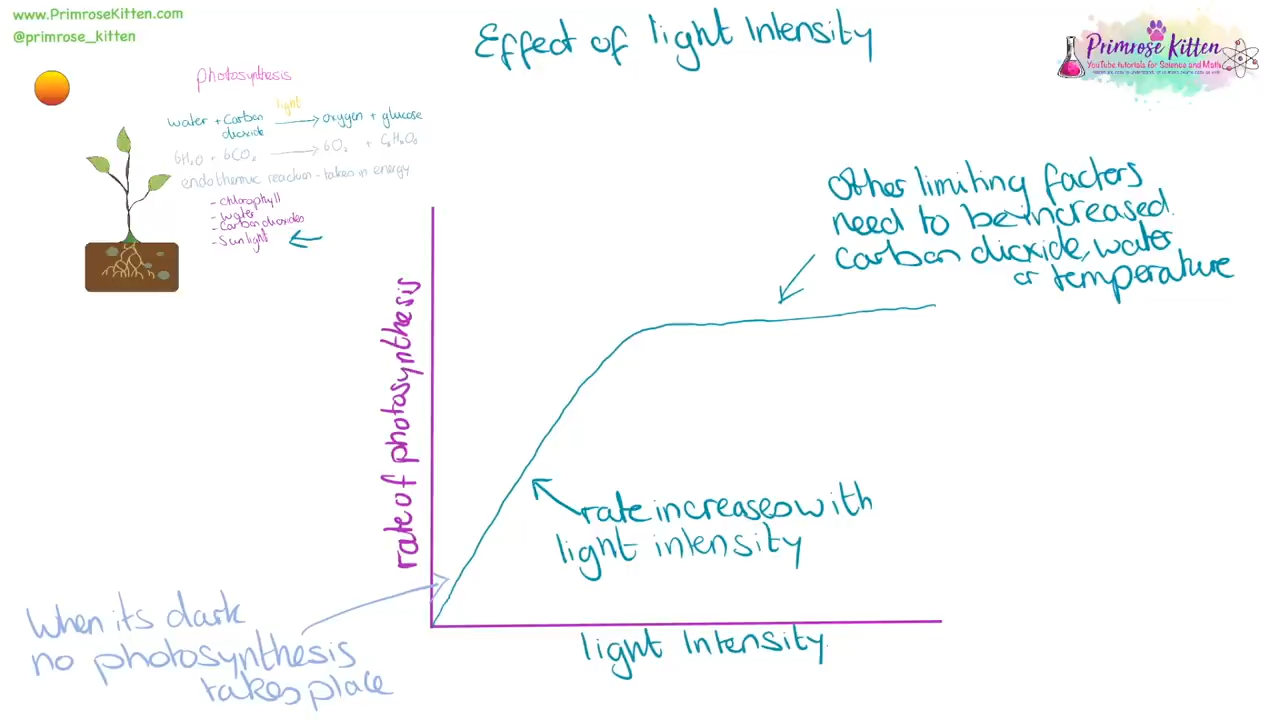 www.PrimroseKitten.com
@primrose_kitten
Effect of light Intensity
Primrose Kitten
YouTube tutorials for Science and Math
photosynthesis
light
water + Carbon dioxide → oxygen + glucose
6H₂O + 6CO₂ → 6O₂ + C₆H₁₂O₆
endothermic reaction - takes in energy
- chlorophyll
- water
- Carbon dioxides
- Sunlight
Other limiting factors
need to be increased.
carbon dioxide, water
or temperature
rate of photosynthesis
rate increases with
light intensity
When its dark
no photosynthesis
takes place
light Intensity